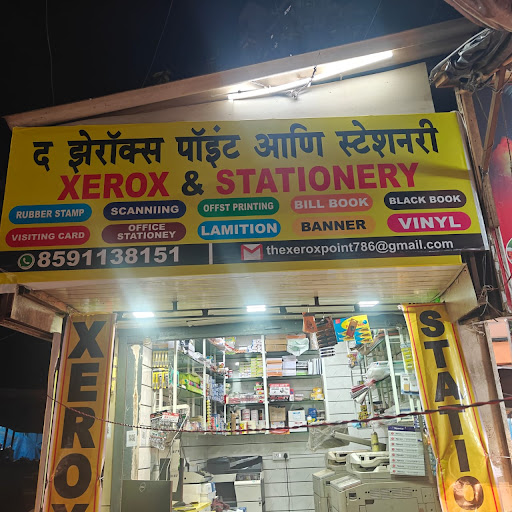 द झेरॉक्स पॉइंट आणि स्टेशनरी
XEROX & STATIONERY
RUBBER STAMP SCANNIING OFFST PRINTING BILL BOOK BLACK BOOK
VISITING CARD OFFICE STATIONEY LAMITION BANNER VINYL
8591138151 thexeroxpoint786@gmail.com
XEROX
STATIO